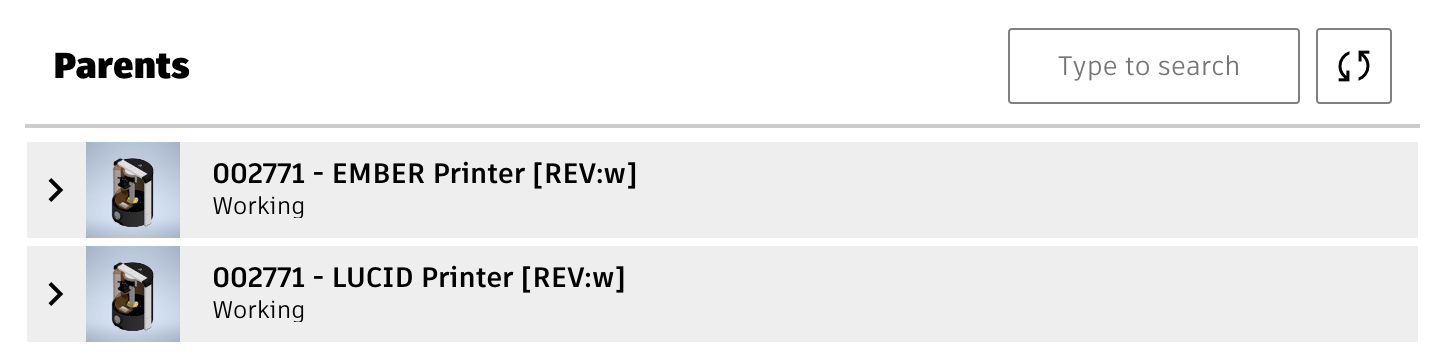 Parents
Type to search
002771 - EMBER Printer [REV:w]
Working
002771 - LUCID Printer [REV:w]
Working